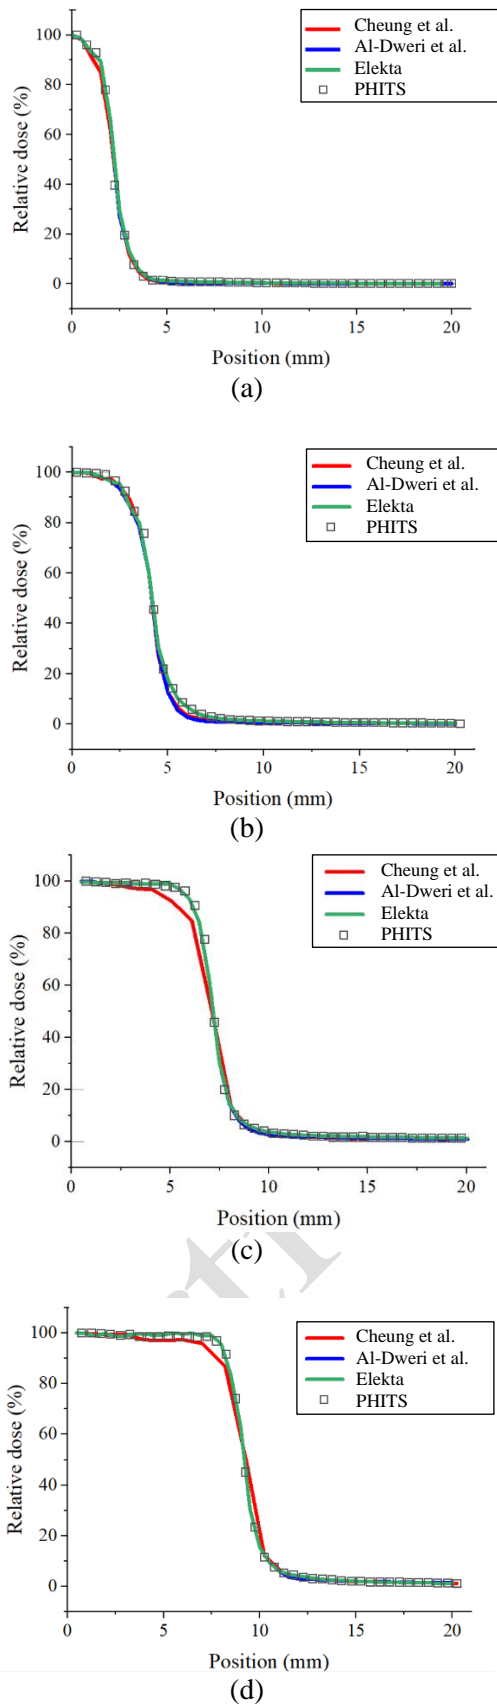 Cheung et al.
Al-Dweri et al.
Elekta
PHITS
Relative dose (%)
100
80
60
40
20
0
0 5 10 15 20
Position (mm)
(a)
Cheung et al.
Al-Dweri et al.
Elekta
PHITS
Relative dose (%)
100
80
60
40
20
0
0 5 10 15 20
Position (mm)
(b)
Cheung et al.
Al-Dweri et al.
Elekta
PHITS
Relative dose (%)
100
80
60
40
20
0
0 5 10 15 20
Position (mm)
(c)
Cheung et al.
Al-Dweri et al.
Elekta
PHITS
Relative dose (%)
100
80
60
40
20
0
0 5 10 15 20
Position (mm)
(d)